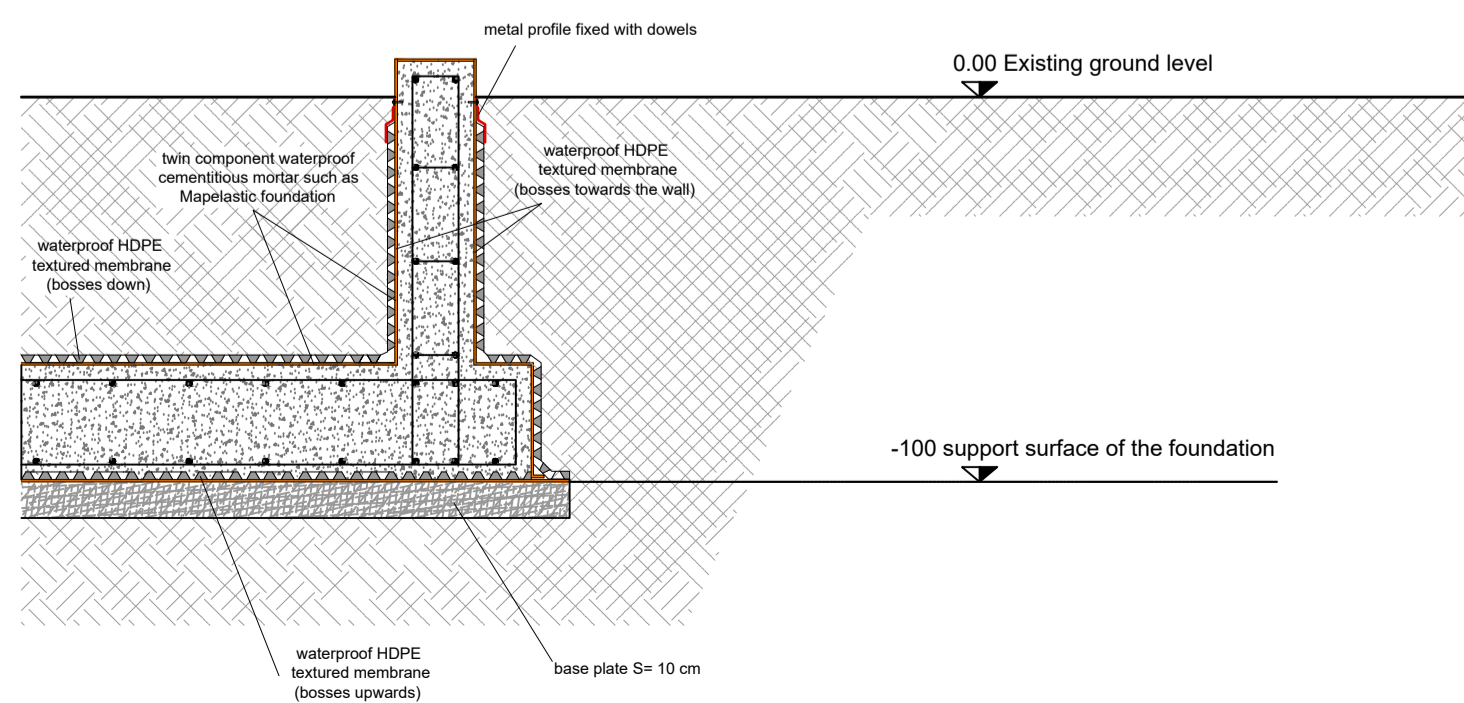 metal profile fixed with dowels
0.00 Existing ground level
twin component waterproof
cementitious mortar such as
Mapelastic foundation
waterproof HDPE
textured membrane
(bosses towards the wall)
waterproof HDPE
textured membrane
(bosses down)
-100 support surface of the foundation
waterproof HDPE
textured membrane
(bosses upwards)
base plate S= 10 cm